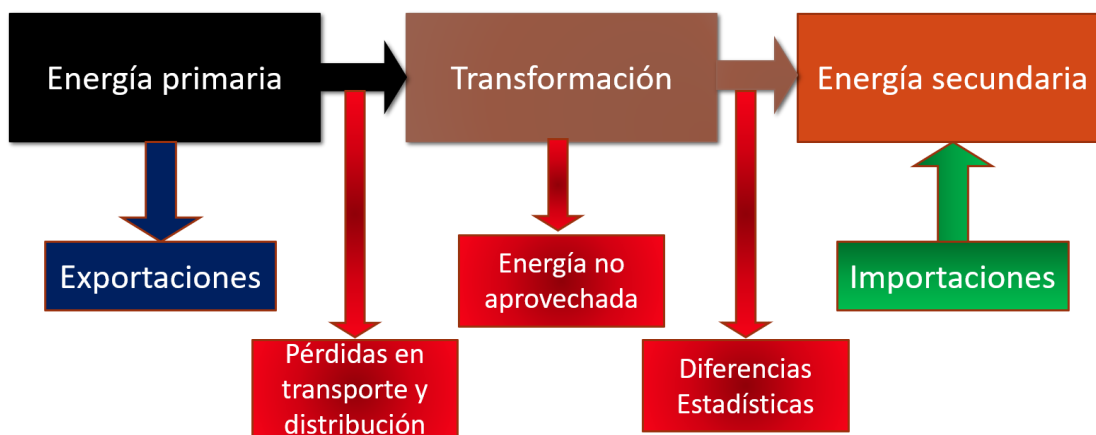 Energía primaria
Transformación
Energía secundaria
Exportaciones
Energía no
aprovechada
Importaciones
Pérdidas en
transporte y
distribución
Diferencias
Estadísticas